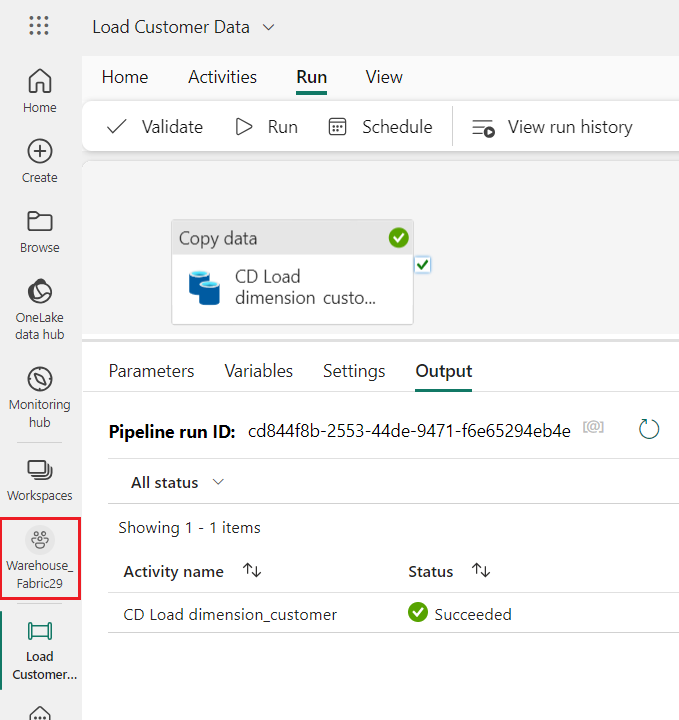 Load Customer Data
Home Activities Run View
Validate Run Schedule View run history
Home
Create
Browse
OneLake
data hub
Monitoring
hub
Workspaces
Warehouse_
Fabric29
Load
Customer...
Copy data
CD Load
dimension_custo...
Parameters Variables Settings Output
Pipeline run ID: cd844f8b-2553-44de-9471-f6e65294eb4e [@]
All status
Showing 1 - 1 items
Activity name Status
CD Load dimension_customer Succeeded